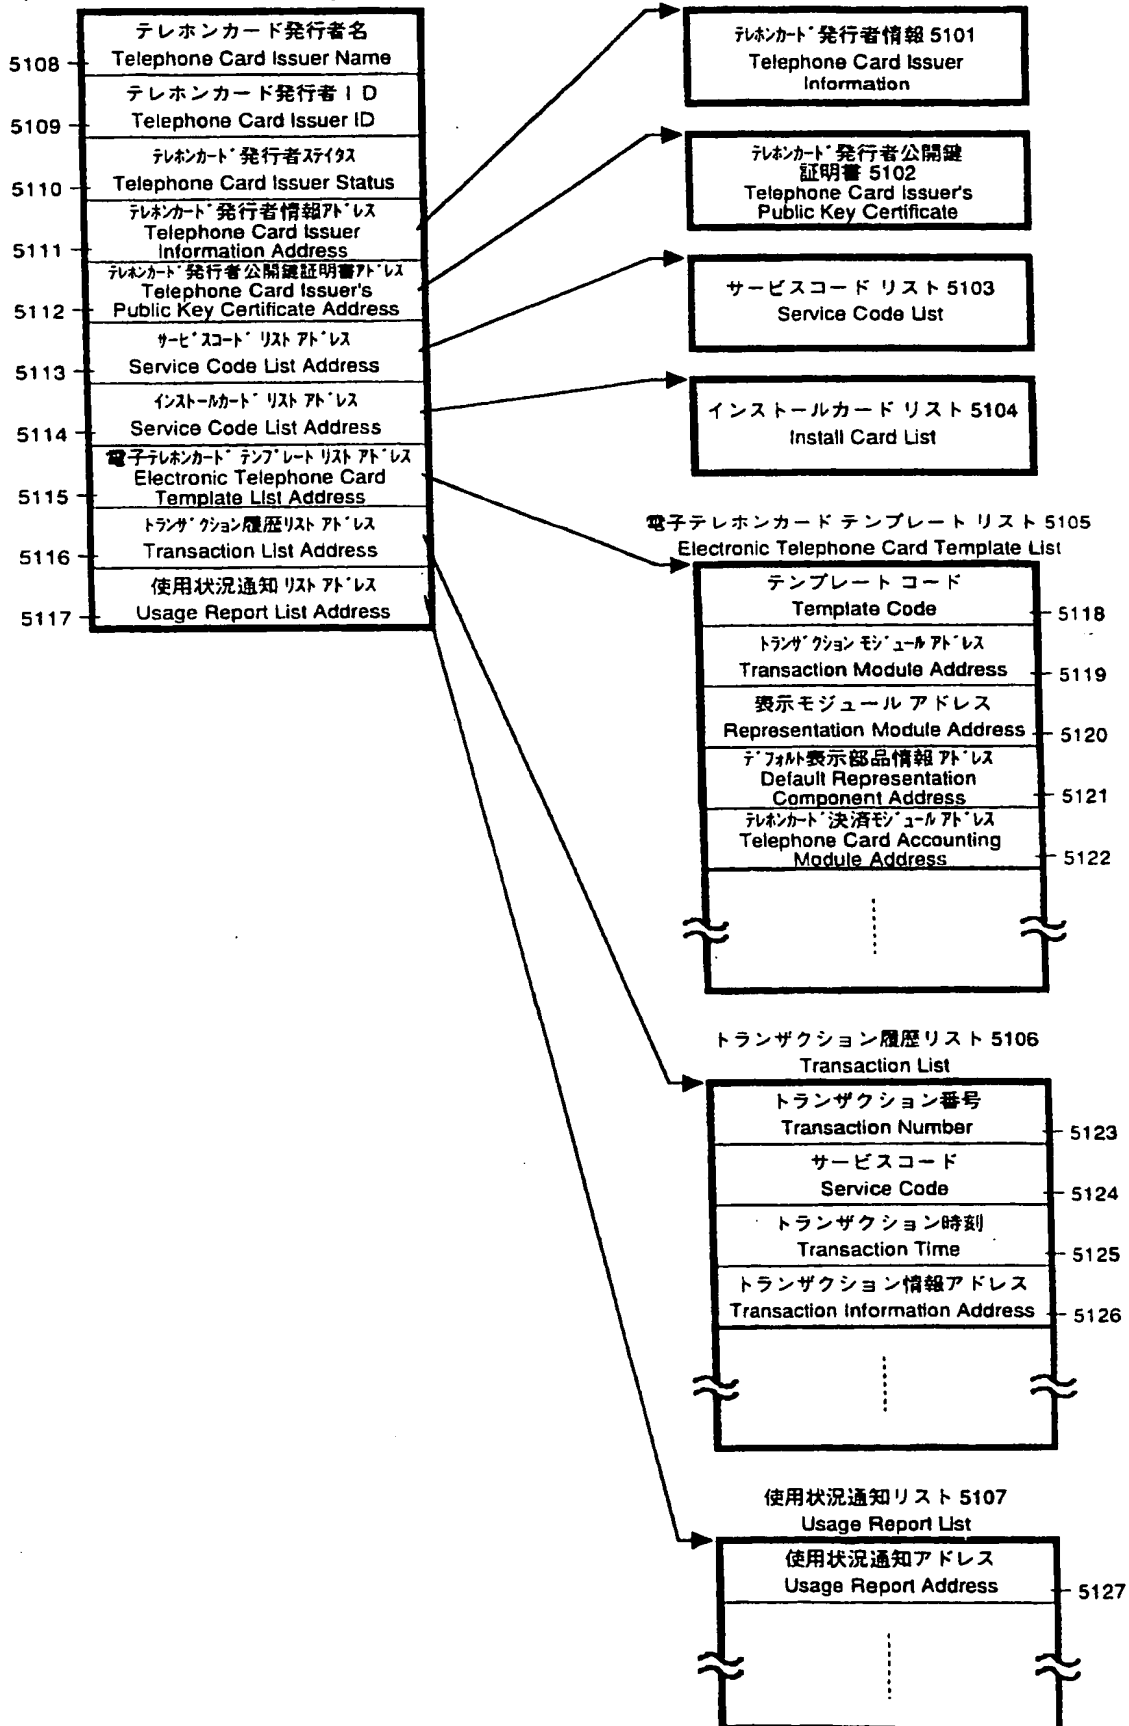 テレホンカード発行者名
Telephone Card Issuer Name
5108
テレホンカード発行者ID
Telephone Card Issuer ID
5109
テレホンカード発行者ステイタス
Telephone Card Issuer Status
5110
テレホンカード発行者情報アドレス
Telephone Card Issuer
Information Address
5111
テレホンカード発行者公開鍵証明書アドレス
Telephone Card Issuer's
Public Key Certificate Address
5112
サービスコード リスト アドレス
Service Code List Address
5113
インストールカード リスト アドレス
Service Code List Address
5114
電子テレホンカード テンプレート リスト アドレス
Electronic Telephone Card
Template List Address
5115
トランザクション履歴リスト アドレス
Transaction List Address
5116
使用状況通知 リスト アドレス
Usage Report List Address
5117
テレホンカード発行者情報 5101
Telephone Card Issuer
Information
テレホンカード発行者公開鍵
証明書 5102
Telephone Card Issuer's
Public Key Certificate
サービスコード リスト 5103
Service Code List
インストールカード リスト 5104
Install Card List
電子テレホンカード テンプレート リスト 5105
Electronic Telephone Card Template List
テンプレート コード
Template Code
5118
トランザクション モジュール アドレス
Transaction Module Address
5119
表示モジュール アドレス
Representation Module Address
5120
デフォルト表示部品情報 アドレス
Default Representation
Component Address
5121
テレホンカード決済モジュール アドレス
Telephone Card Accounting
Module Address
5122
トランザクション履歴リスト 5106
Transaction List
トランザクション番号
Transaction Number
5123
サービスコード
Service Code
5124
トランザクション時刻
Transaction Time
5125
トランザクション情報アドレス
Transaction Information Address
5126
使用状況通知リスト 5107
Usage Report List
使用状況通知アドレス
Usage Report Address
5127